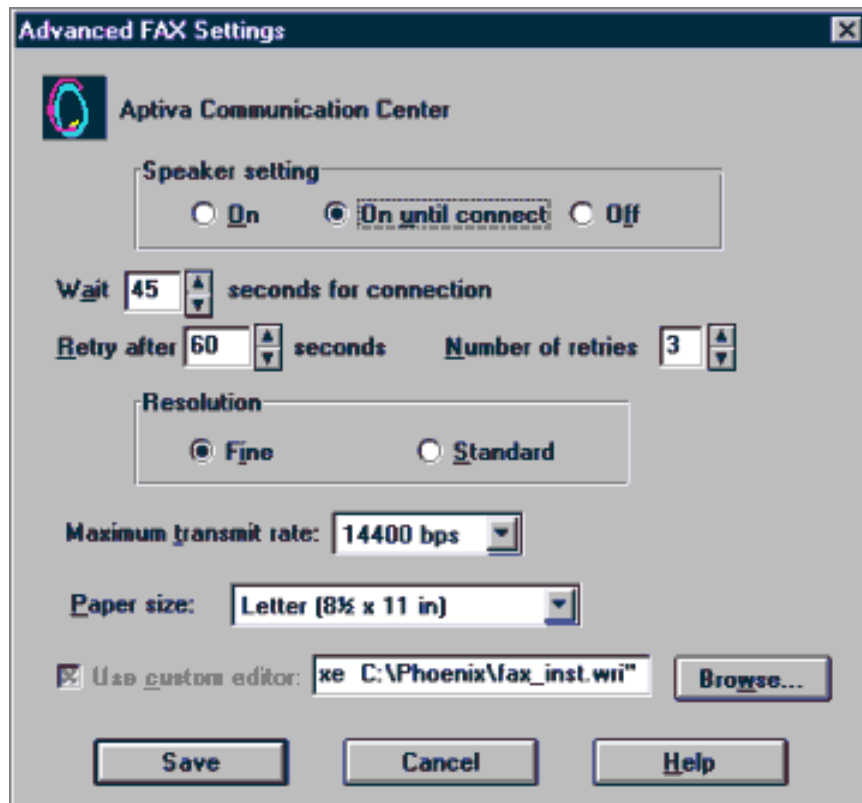 Advanced FAX Settings
Aptiva Communication Center
Speaker setting
On On until connect Off
Wait 45 seconds for connection
Retry after 60 seconds Number of retries 3
Resolution
Fine Standard
Maximum transmit rate: 14400 bps
Paper size: Letter (8½ x 11 in)
Use custom editor: xe C:\Phoenix\fax_inst.wri" Browse...
Save Cancel Help